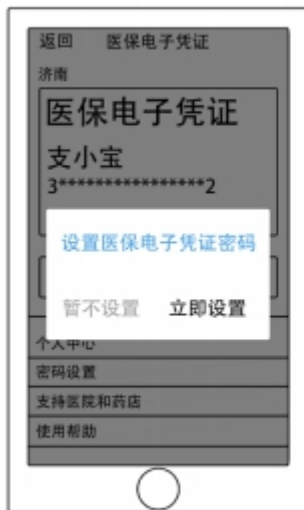 返回 医保电子凭证
济南
医保电子凭证
支小宝
3****************2
设置医保电子凭证密码
暂不设置 立即设置
个人中心
密码设置
支持医院和药店
使用帮助